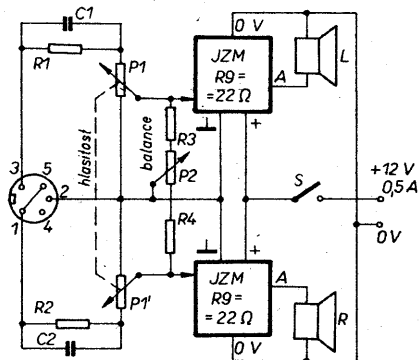 C1
0 V
R1
P1
JZM
R9=
=22 Ω
A
L
hlasitost
balance
R3
P2
⊥
+
3
5
2
1
4
S
+12 V
0,5 A
0 V
R4
⊥
+
P1'
JZM
R9=
=22 Ω
A
R
R2
C2
0 V